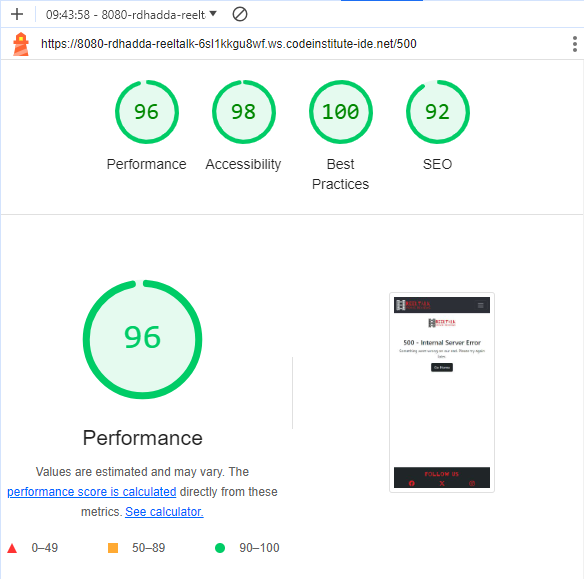 09:43:58 - 8080-rdhadda-reelt
https://8080-rdhadda-reeltalk-6sl1kkgu8wf.ws.codeinstitute-ide.net/500
96 98 100 92
Performance Accessibility Best Practices SEO
96
Performance
Values are estimated and may vary. The
performance score is calculated directly from these
metrics. See calculator.
0–49 50–89 90–100
500 - Internal Server Error
Something went wrong on our end. Please try again
later.
Go Home
FOLLOW US